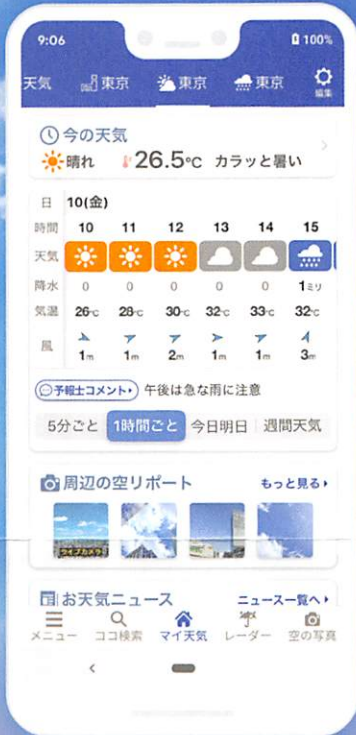 9:06 100%
天気 東京 東京 東京 編集
今の天気
晴れ 26.5℃ カラッと暑い
日 10(金)
時間 10 11 12 13 14 15
天気
降水 0 0 0 0 0 1ミリ
気温 26℃ 28℃ 30℃ 32℃ 33℃ 32℃
風 1m 1m 2m 1m 1m 3m
予報士コメント 午後は急な雨に注意
5分ごと 1時間ごと 今日明日 週間天気
周辺の空リポート もっと見る
ライブカメラ
お天気ニュース ニュース一覧へ
メニュー ココ検索 マイ天気 レーダー 空の写真